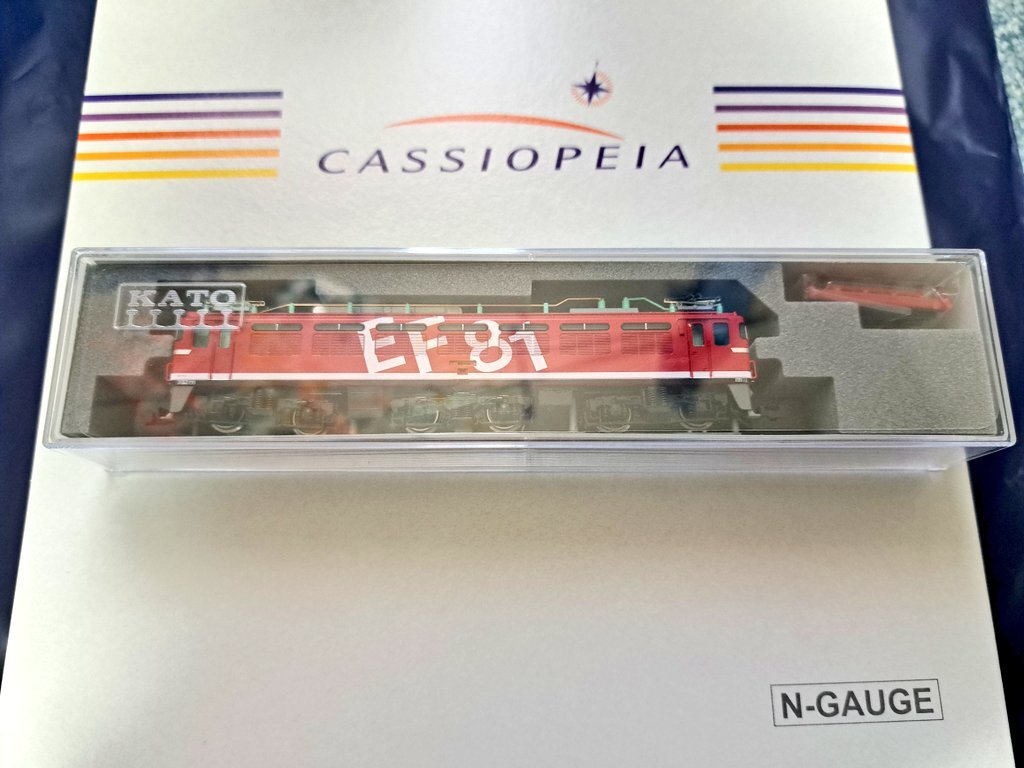 CASSIOPEIA
KATO
EF81
N-GAUGE